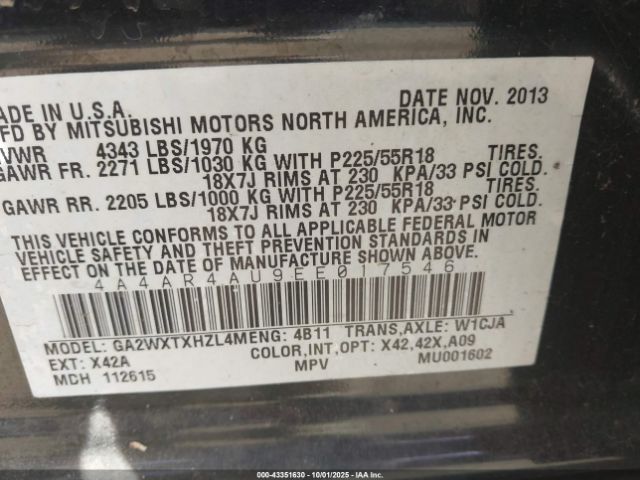 ADE IN U.S.A. DATE NOV. 2013
FD BY MITSUBISHI MOTORS NORTH AMERICA, INC.
VWR 4343 LBS/1970 KG
GAWR FR. 2271 LBS/1030 KG WITH P225/55R18 TIRES.
18X7J RIMS AT 230 KPA/33 PSI COLD.
GAWR RR. 2205 LBS/1000 KG WITH P225/55R18 TIRES.
18X7J RIMS AT 230 KPA/33 PSI COLD.
THIS VEHICLE CONFORMS TO ALL APPLICABLE FEDERAL MOTOR
VEHICLE SAFETY AND THEFT PREVENTION STANDARDS IN
EFFECT ON THE DATE OF MANUFACTURE SHOWN ABOVE.
4A4AR4AU9EE017546
MODEL: GA2WXTXHZL4MENG: 4B11 TRANS,AXLE: W1CJA
EXT: X42A COLOR,INT,OPT: X42,42X,A09
MDH 112615 MPV MU001602
000-43351630 - 10/01/2025 - IAA Inc.